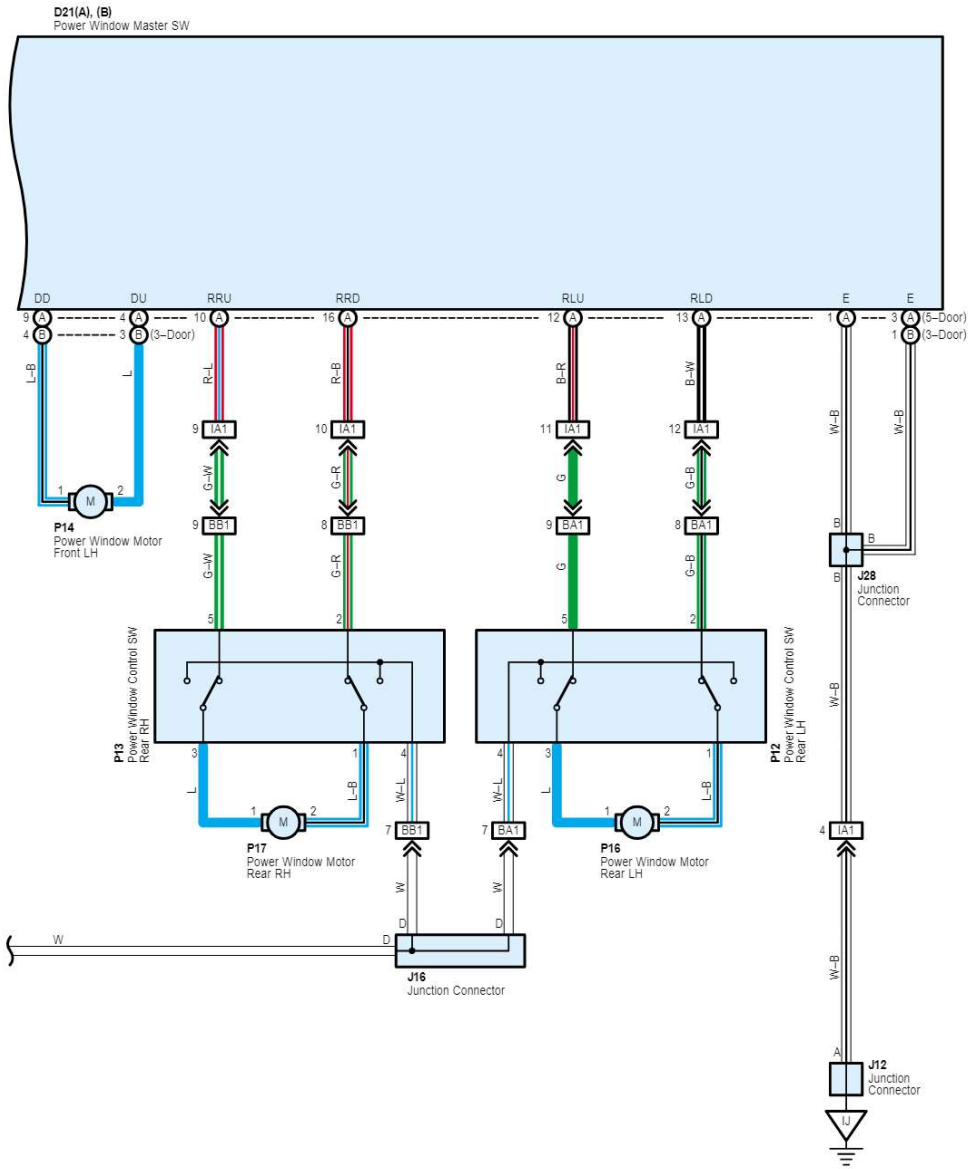 D21(A), (B)
Power Window Master SW
DD DU RRU RRD RLU RLD E E
9 A 4 A 10 A 16 A 12 A 13 A 1 A 3 A (5–Door)
4 B 3 B (3–Door) 1 B (3–Door)
L–B L R–L R–B B–R B–W W–B W–B
9 IA1 10 IA1 11 IA1 12 IA1
G–W G–R G G–B
1 M 2
P14
Power Window Motor
Front LH
9 BB1 8 BB1 9 BA1 8 BA1
B B
J28
Junction
Connector
B
G–W G–R G G–B
5 2 5 2
P13
Power Window Control SW
Rear RH
P12
Power Window Control SW
Rear LH
W–B
3 1 4 4 3 1
L L–B W–L W–L L L–B
1 M 2
P17
Power Window Motor
Rear RH
7 BB1 7 BA1
1 M 2
P16
Power Window Motor
Rear LH
4 IA1
W W
W D D D
J16
Junction Connector
W–B
A
J12
Junction
Connector
IJ